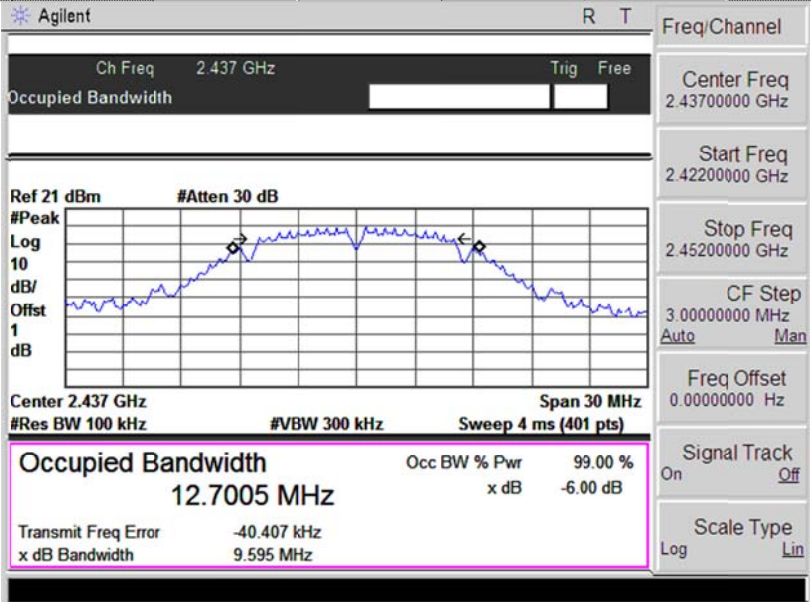 Agilent R T
Ch Freq 2.437 GHz Trig Free
Occupied Bandwidth
Ref 21 dBm #Atten 30 dB
#Peak
Log
10
dB/
Offst
1
dB
Center 2.437 GHz Span 30 MHz
#Res BW 100 kHz #VBW 300 kHz Sweep 4 ms (401 pts)
Occupied Bandwidth Occ BW % Pwr 99.00 %
12.7005 MHz x dB -6.00 dB
Transmit Freq Error -40.407 kHz
x dB Bandwidth 9.595 MHz
Freq/Channel
Center Freq
2.43700000 GHz
Start Freq
2.42200000 GHz
Stop Freq
2.45200000 GHz
CF Step
3.00000000 MHz
Auto Man
Freq Offset
0.00000000 Hz
Signal Track
On Off
Scale Type
Log Lin